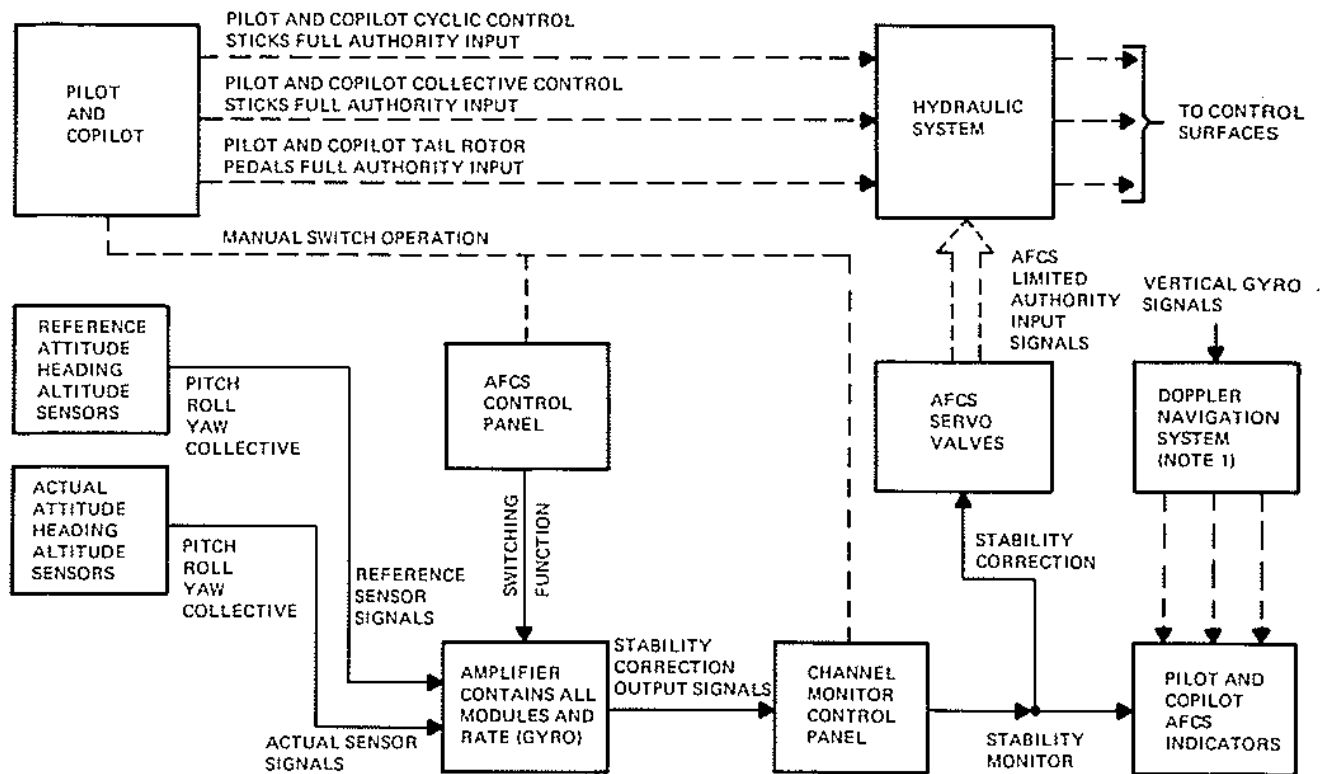 PILOT AND COPILOT CYCLIC CONTROL
STICKS FULL AUTHORITY INPUT
PILOT AND COPILOT COLLECTIVE CONTROL
STICKS FULL AUTHORITY INPUT
PILOT AND COPILOT TAIL ROTOR
PEDALS FULL AUTHORITY INPUT
PILOT
AND
COPILOT
HYDRAULIC
SYSTEM
TO CONTROL
SURFACES
MANUAL SWITCH OPERATION
AFCS
LIMITED
AUTHORITY
INPUT
SIGNALS
VERTICAL GYRO
SIGNALS
REFERENCE
ATTITUDE
HEADING
ALTITUDE
SENSORS
PITCH
ROLL
YAW
COLLECTIVE
AFCS
CONTROL
PANEL
AFCS
SERVO
VALVES
DOPPLER
NAVIGATION
SYSTEM
(NOTE 1)
ACTUAL
ATTITUDE
HEADING
ALTITUDE
SENSORS
PITCH
ROLL
YAW
COLLECTIVE
REFERENCE
SENSOR
SIGNALS
SWITCHING
FUNCTION
STABILITY
CORRECTION
ACTUAL SENSOR
SIGNALS
AMPLIFIER
CONTAINS ALL
MODULES AND
RATE (GYRO)
STABILITY
CORRECTION
OUTPUT SIGNALS
CHANNEL
MONITOR
CONTROL
PANEL
STABILITY
MONITOR
PILOT AND
COPILOT
AFCS
INDICATORS